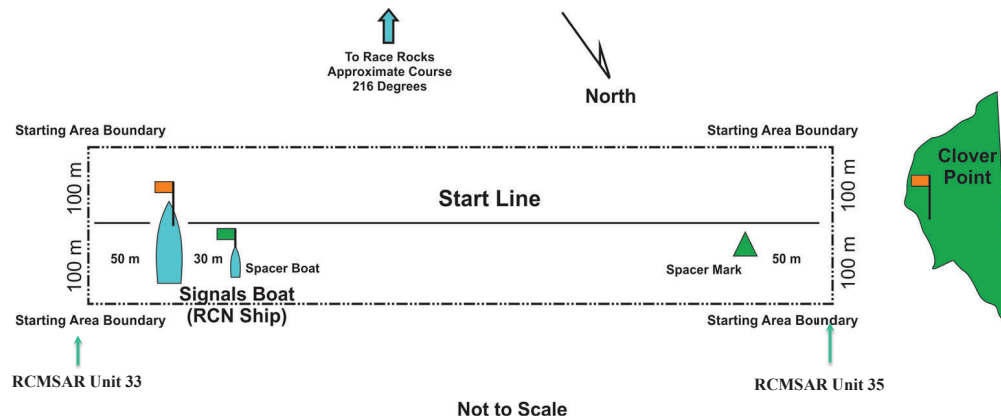 To Race Rocks
Approximate Course
216 Degrees
North
Starting Area Boundary
Starting Area Boundary
Clover
Point
100 m
100 m
Start Line
100 m
100 m
50 m
30 m
Spacer Boat
Spacer Mark
50 m
Signals Boat
(RCN Ship)
Starting Area Boundary
Starting Area Boundary
RCMSAR Unit 33
RCMSAR Unit 35
Not to Scale